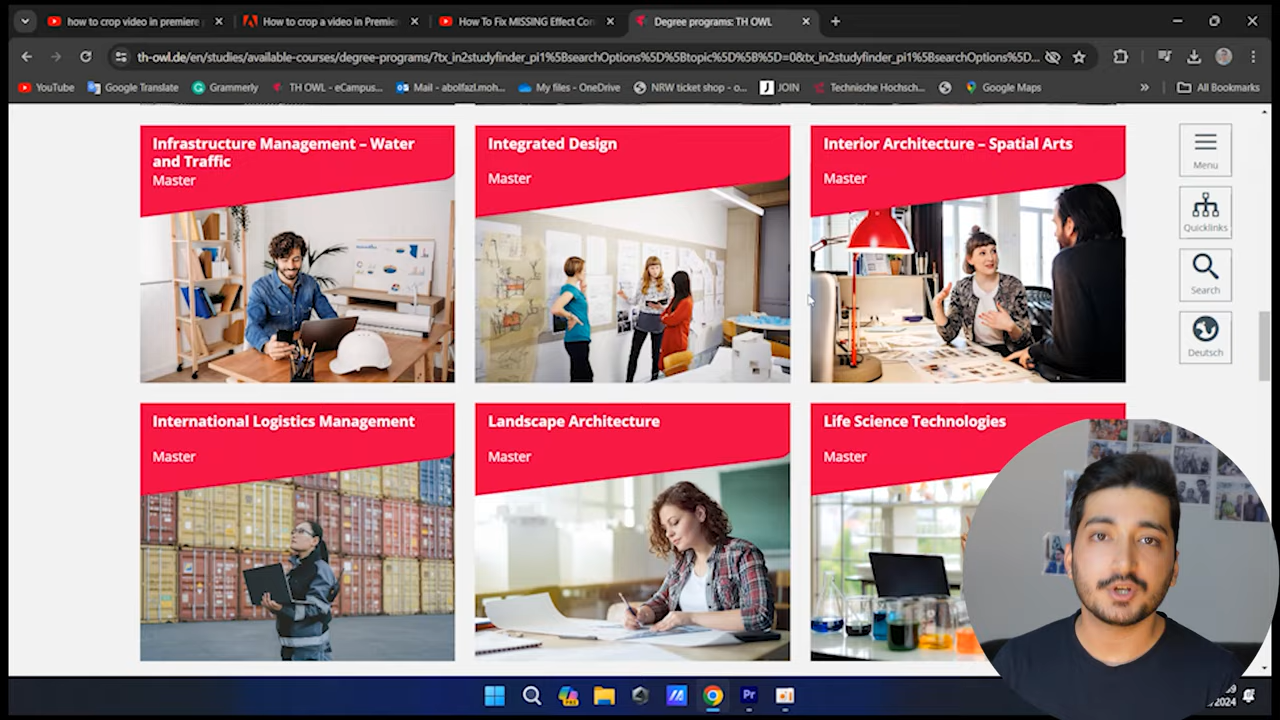 how to crop video in premiere
How to crop a video in Premie
How To Fix MISSING Effect Con
Degree programs: TH OWL
th-owl.de/en/studies/available-courses/degree-programs/?tx_in2studyfinder_pi1%5BsearchOptions%5D%5Btopic%5D%5B%5D=0&tx_in2studyfinder_pi1%5BsearchOptions%5D...
YouTube
Google Translate
Grammerly
TH OWL - eCampus...
Mail - abolfazl.moh...
My files - OneDrive
NRW ticket shop - o...
JOIN
Technische Hochsch...
Google Maps
»
All Bookmarks
Infrastructure Management – Water
and Traffic
Master
Integrated Design
Master
Interior Architecture – Spatial Arts
Master
Menu
Quicklinks
Search
Deutsch
International Logistics Management
Master
Landscape Architecture
Master
Life Science Technologies
Master
PRE
Pr
/2024